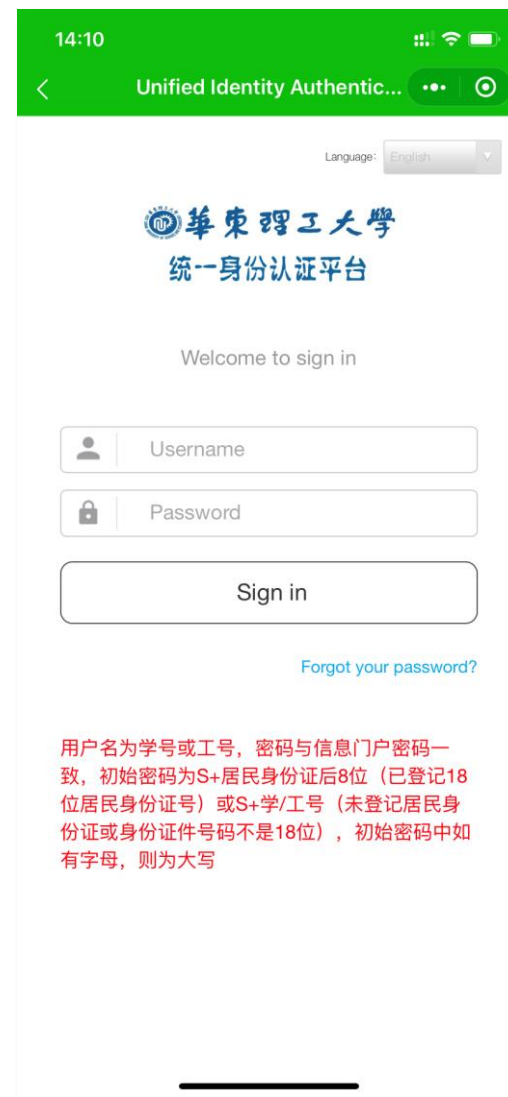 14:10
Unified Identity Authentic...
Language: English
華東理工大學
统一身份认证平台
Welcome to sign in
Username
Password
Sign in
Forgot your password?
用户名为学号或工号，密码与信息门户密码一
致，初始密码为S+居民身份证后8位（已登记18
位居民身份证号）或S+学/工号（未登记居民身
份证或身份证件号码不是18位），初始密码中如
有字母，则为大写